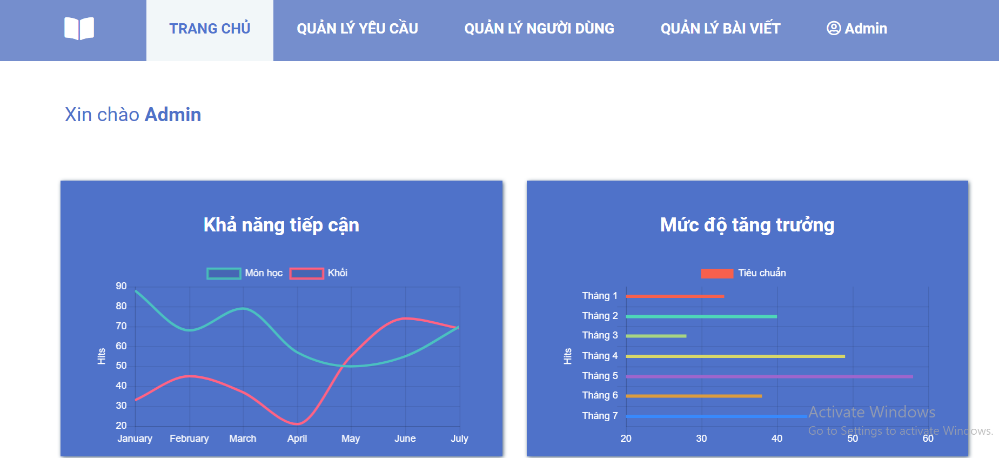 TRANG CHỦ
QUẢN LÝ YÊU CẦU
QUẢN LÝ NGƯỜI DÙNG
QUẢN LÝ BÀI VIẾT
Admin
Xin chào Admin
Khả năng tiếp cận
Môn học
Khối
90
80
70
60
50
40
30
20
Hits
January
February
March
April
May
June
July
Mức độ tăng trưởng
Tiêu chuẩn
Tháng 1
Tháng 2
Tháng 3
Tháng 4
Tháng 5
Tháng 6
Tháng 7
Hits
20
30
40
50
60
Activate Windows
Go to Settings to activate Windows.